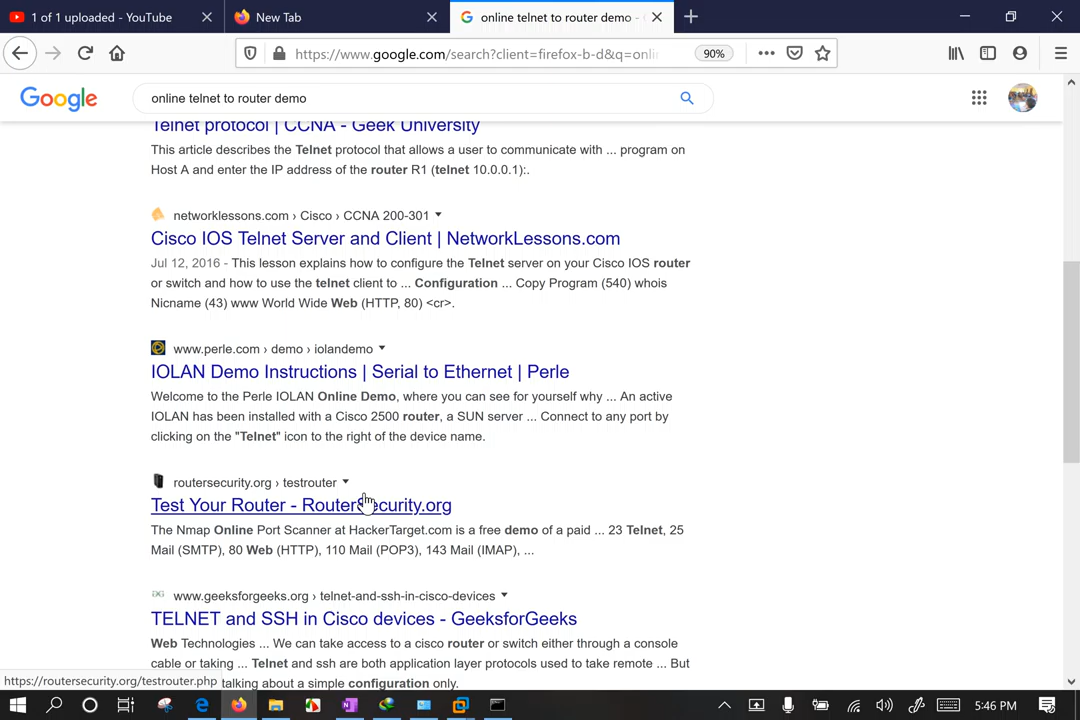 1 of 1 uploaded - YouTube
New Tab
online telnet to router demo -
https://www.google.com/search?client=firefox-b-d&q=onli
90%
Google
online telnet to router demo
Telnet protocol | CCNA - Geek University
This article describes the Telnet protocol that allows a user to communicate with ... program on
Host A and enter the IP address of the router R1 (telnet 10.0.0.1):.
networklessons.com › Cisco › CCNA 200-301
Cisco IOS Telnet Server and Client | NetworkLessons.com
Jul 12, 2016 - This lesson explains how to configure the Telnet server on your Cisco IOS router
or switch and how to use the telnet client to ... Configuration ... Copy Program (540) whois
Nicname (43) www World Wide Web (HTTP, 80) <cr>.
www.perle.com › demo › iolandemo
IOLAN Demo Instructions | Serial to Ethernet | Perle
Welcome to the Perle IOLAN Online Demo, where you can see for yourself why ... An active
IOLAN has been installed with a Cisco 2500 router, a SUN server ... Connect to any port by
clicking on the "Telnet" icon to the right of the device name.
routersecurity.org › testrouter
Test Your Router - RouterSecurity.org
The Nmap Online Port Scanner at HackerTarget.com is a free demo of a paid ... 23 Telnet, 25
Mail (SMTP), 80 Web (HTTP), 110 Mail (POP3), 143 Mail (IMAP), ...
www.geeksforgeeks.org › telnet-and-ssh-in-cisco-devices
TELNET and SSH in Cisco devices - GeeksforGeeks
Web Technologies ... We can take access to a cisco router or switch either through a console
cable or taking ... Telnet and ssh are both application layer protocols used to take remote ... But
talking about a simple configuration only.
https://routersecurity.org/testrouter.php
5:46 PM